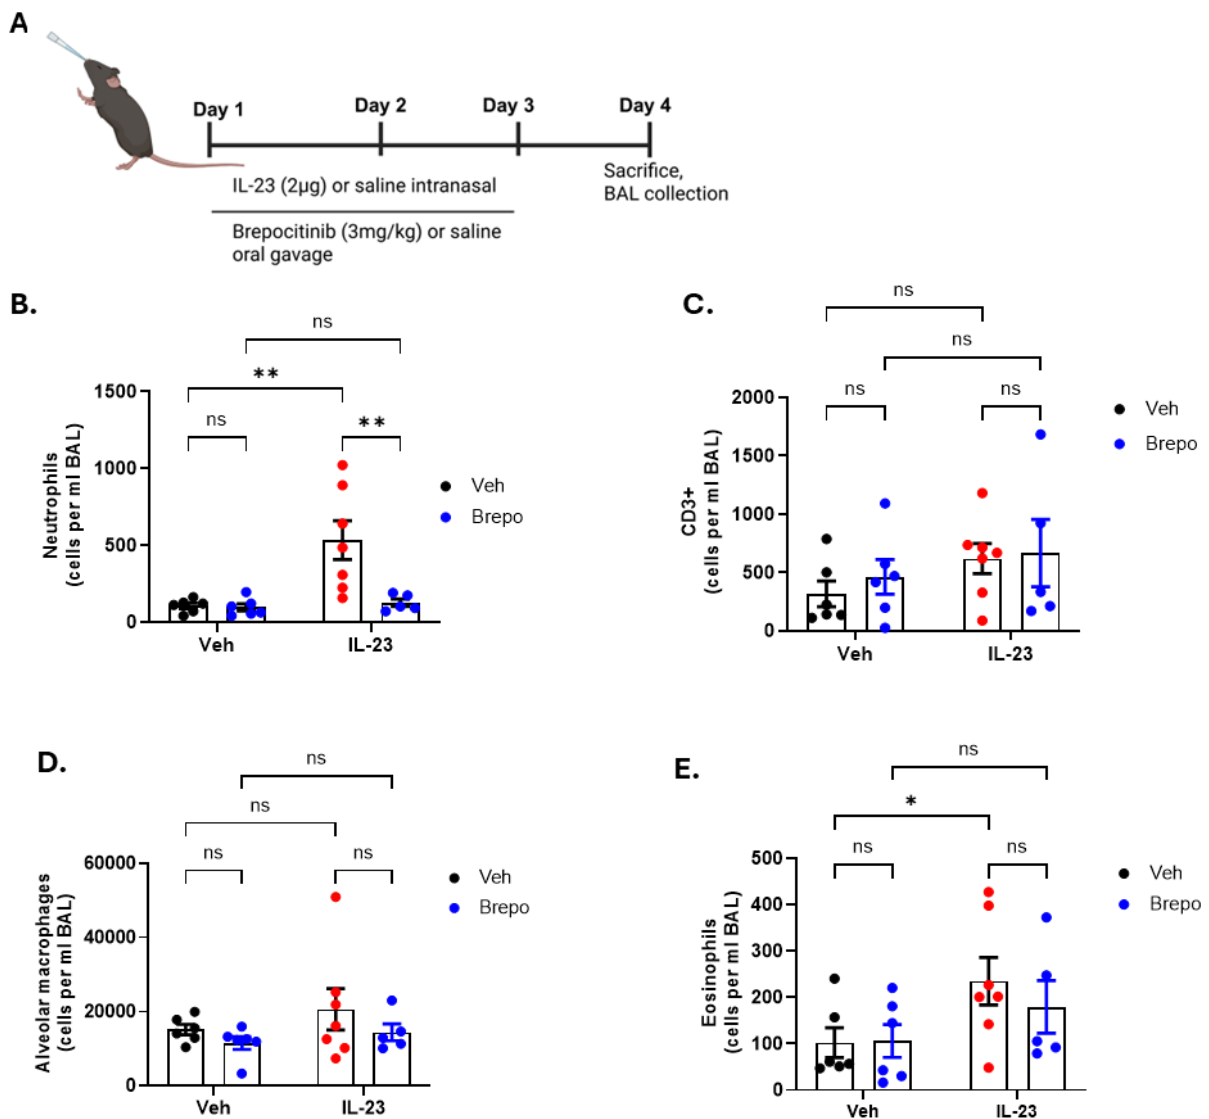 A
Day 1
Day 2
Day 3
Day 4
IL-23 (2µg) or saline intranasal
Sacrifice,
BAL collection
Brepocitinib (3mg/kg) or saline
oral gavage
B.
ns
**
ns
**
1500
1000
500
0
Neutrophils
(cells per ml BAL)
Veh
IL-23
Veh
Brepo
C.
ns
ns
ns
ns
2000
1500
1000
500
0
CD3+
(cells per ml BAL)
Veh
IL-23
Veh
Brepo
D.
ns
ns
ns
ns
60000
40000
20000
0
Alveolar macrophages
(cells per ml BAL)
Veh
IL-23
Veh
Brepo
E.
ns
*
ns
ns
500
400
300
200
100
0
Eosinophils
(cells per ml BAL)
Veh
IL-23
Veh
Brepo